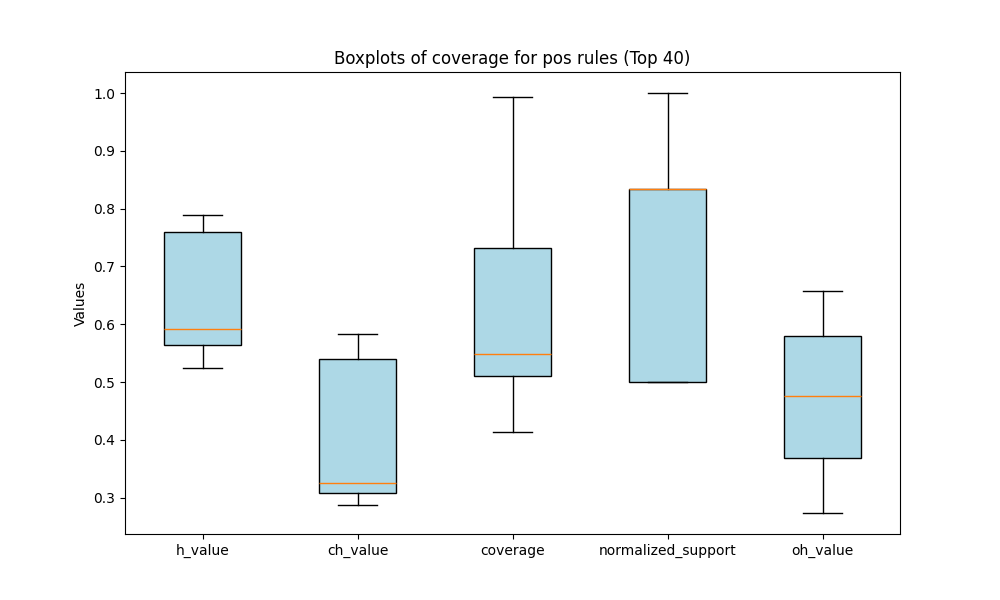 Boxplots of coverage for pos rules (Top 40)
Values
1.0
0.9
0.8
0.7
0.6
0.5
0.4
0.3
h_value ch_value coverage normalized_support oh_value